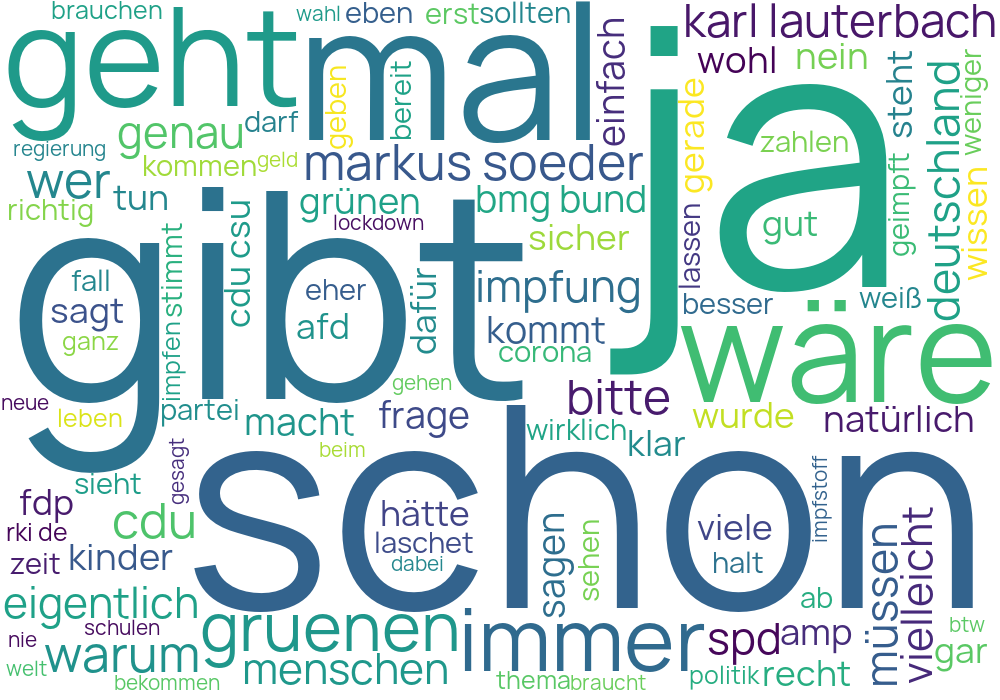 brauchen
wahl
eben
erst
sollten
karl lauterbach
geht
mal
ja
einfach
wohl
nein
geben
bereit
steht
deutschland
weniger
genau
darf
regierung
kommen
geld
markus soeder
gerade
zahlen
wer
tun
grünen
bmg bund
richtig
lockdown
sicher
lassen
gut
geimpft
wissen
gibt
cdu csu
impfen
stimmt
fall
sagt
ganz
eher
afd
dafür
impfung
kommt
corona
besser
weiß
wäre
neue
leben
partei
macht
gehen
frage
bitte
wurde
natürlich
beim
wirklich
klar
sieht
gesagt
schon
fdp
rki de
zeit
kinder
cdu
hätte
laschet
dabei
sagen
sehen
viele
halt
impfstoff
müssen
vielleicht
eigentlich
ab
nie
schulen
warum
gruenen
immer
spd
amp
btw
gar
welt
bekommen
menschen
thema
braucht
politik
recht